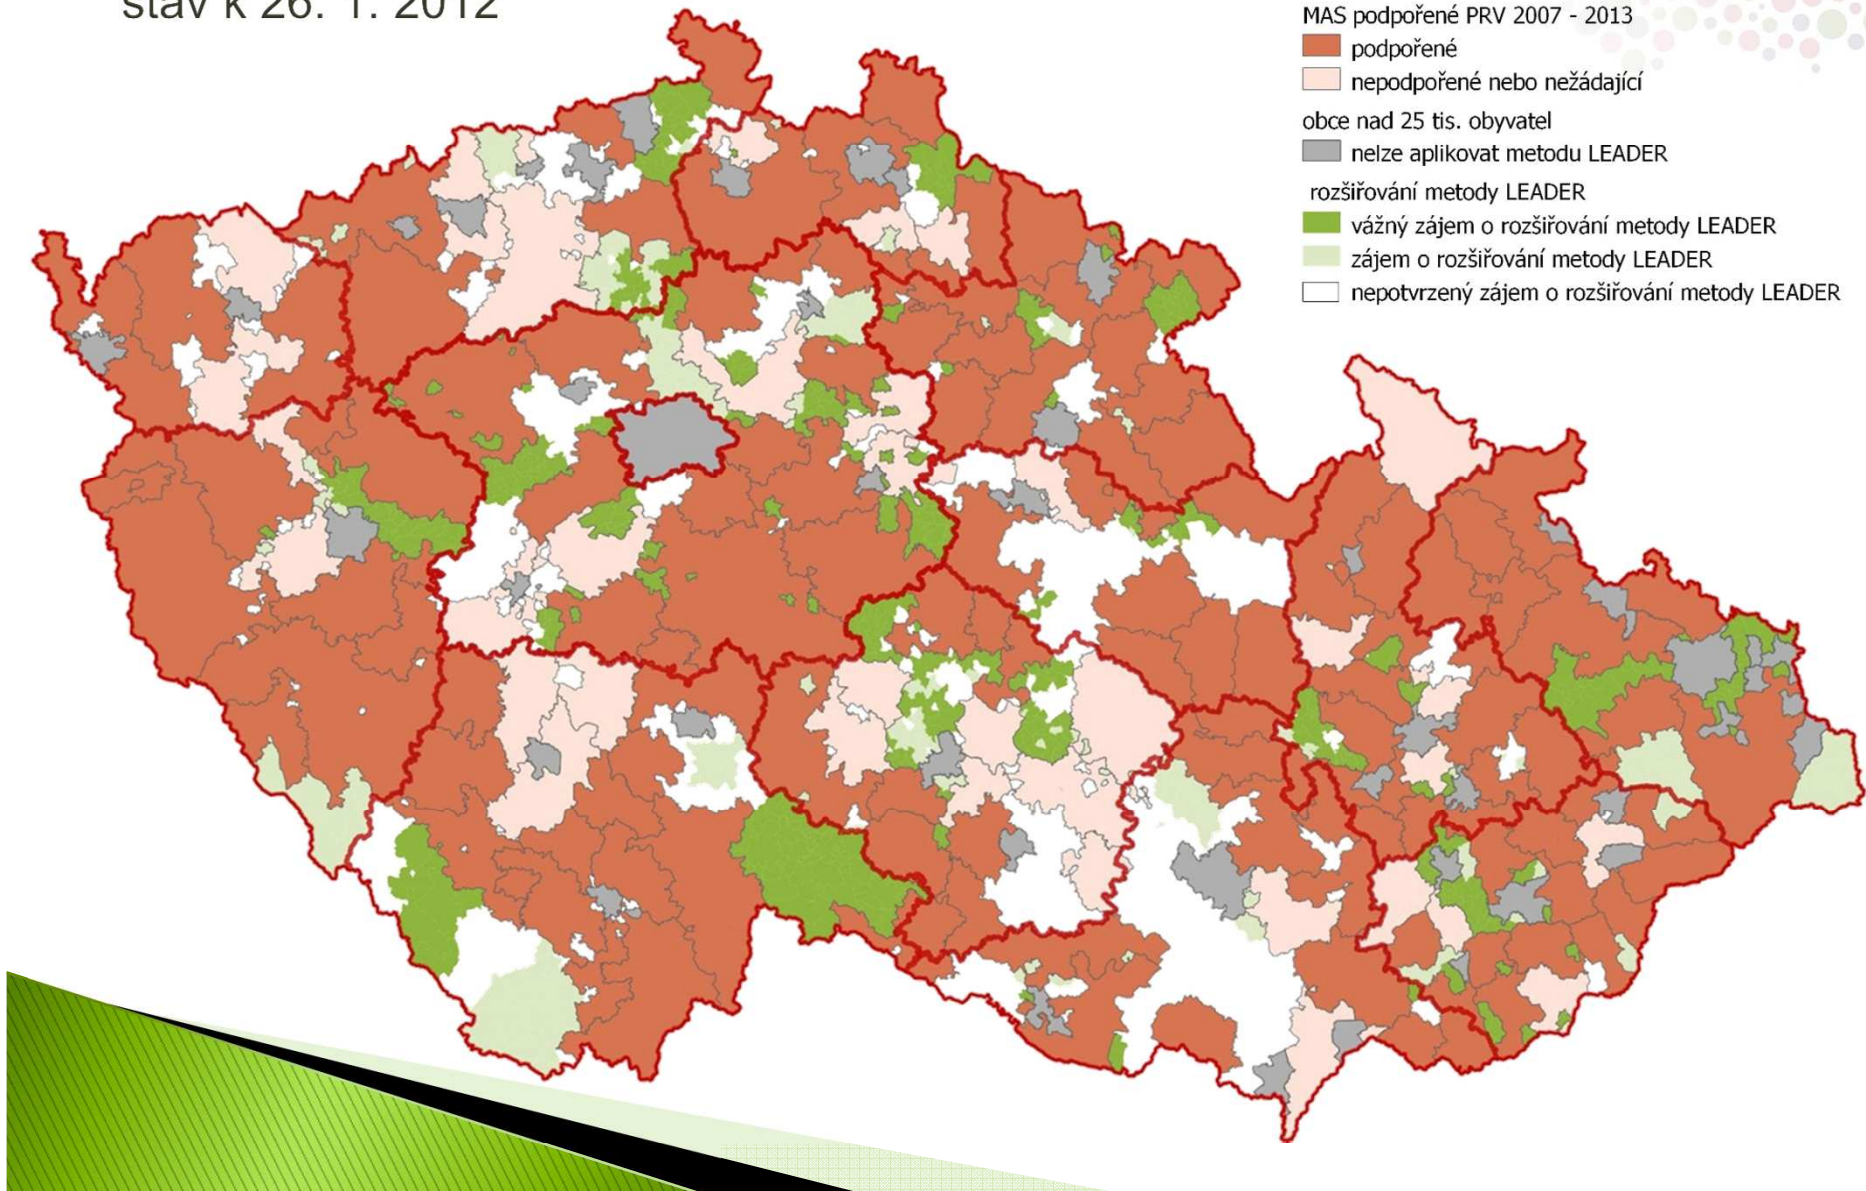 stav k 26. 1. 2012
MAS podpořené PRV 2007 - 2013
podpořené
nepodpořené nebo nežádající
obce nad 25 tis. obyvatel
nelze aplikovat metodu LEADER
rozšiřování metody LEADER
vážný zájem o rozšiřování metody LEADER
zájem o rozšiřování metody LEADER
nepotvrzený zájem o rozšiřování metody LEADER